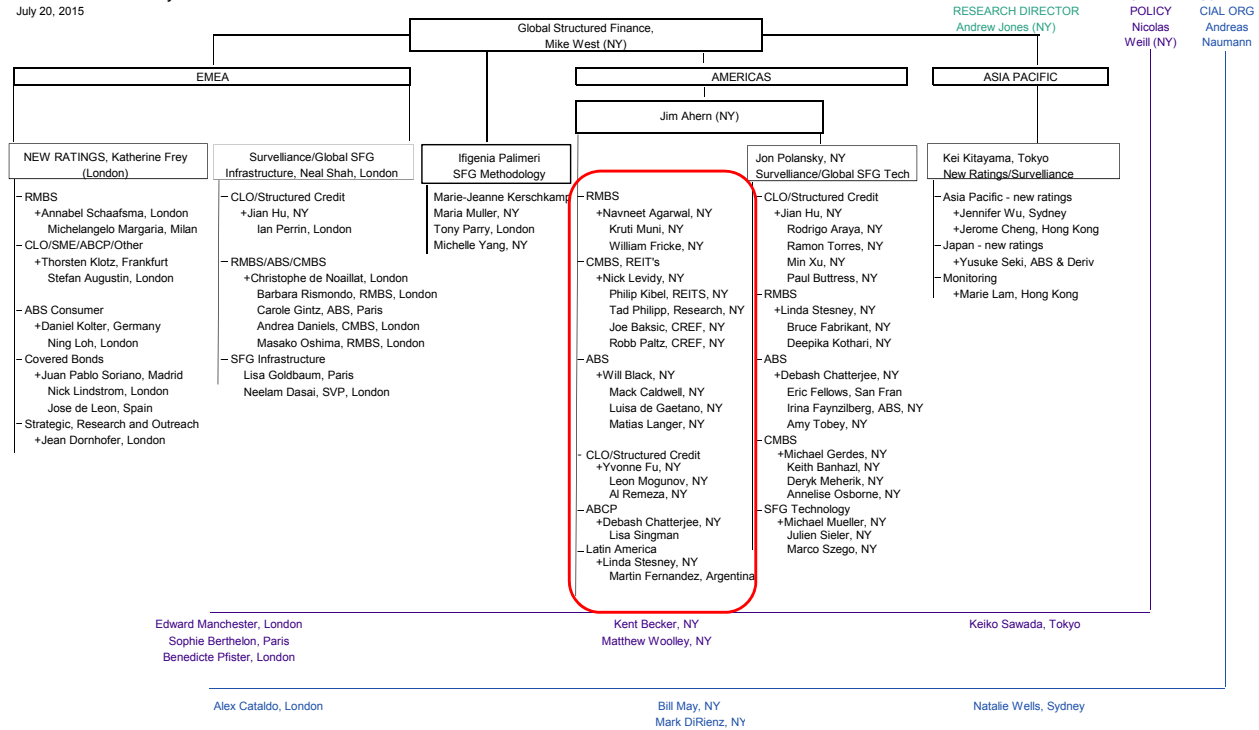 July 20, 2015
RESEARCH DIRECTOR
Andrew Jones (NY)
POLICY
Nicolas
Weill (NY)
CIAL ORG
Andreas
Naumann
Global Structured Finance,
Mike West (NY)
EMEA
AMERICAS
ASIA PACIFIC
Jim Ahern (NY)
NEW RATINGS, Katherine Frey
(London)
RMBS
+Annabel Schaafsma, London
Michelangelo Margaria, Milan
CLO/SME/ABCP/Other
+Thorsten Klotz, Frankfurt
Stefan Augustin, London
ABS Consumer
+Daniel Kolter, Germany
Ning Loh, London
Covered Bonds
+Juan Pablo Soriano, Madrid
Nick Lindstrom, London
Jose de Leon, Spain
Strategic, Research and Outreach
+Jean Dornhofer, London
Survelliance/Global SFG
Infrastructure, Neal Shah, London
CLO/Structured Credit
+Jian Hu, NY
Ian Perrin, London
RMBS/ABS/CMBS
+Christophe de Noaillat, London
Barbara Rismondo, RMBS, London
Carole Gintz, ABS, Paris
Andrea Daniels, CMBS, London
Masako Oshima, RMBS, London
SFG Infrastructure
Lisa Goldbaum, Paris
Neelam Dasai, SVP, London
Ifigenia Palimeri
SFG Methodology
Marie-Jeanne Kerschkamp
Maria Muller, NY
Tony Parry, London
Michelle Yang, NY
RMBS
+Navneet Agarwal, NY
Kruti Muni, NY
William Fricke, NY
CMBS, REIT's
+Nick Levidy, NY
Philip Kibel, REITS, NY
Tad Philipp, Research, NY
Joe Baksic, CREF, NY
Robb Paltz, CREF, NY
ABS
+Will Black, NY
Mack Caldwell, NY
Luisa de Gaetano, NY
Matias Langer, NY
CLO/Structured Credit
+Yvonne Fu, NY
Leon Mogunov, NY
Al Remeza, NY
ABCP
+Debash Chatterjee, NY
Lisa Singman
Latin America
+Linda Stesney, NY
Martin Fernandez, Argentina
Jon Polansky, NY
Surveillance/Global SFG Tech
CLO/Structured Credit
+Jian Hu, NY
Rodrigo Araya, NY
Ramon Torres, NY
Min Xu, NY
Paul Buttress, NY
RMBS
+Linda Stesney, NY
Bruce Fabrikant, NY
Deepika Kothari, NY
ABS
+Debash Chatterjee, NY
Eric Fellows, San Fran
Irina Faynzilberg, ABS, NY
Amy Tobey, NY
CMBS
+Michael Gerdes, NY
Keith Banhazl, NY
Deryk Meherik, NY
Annelise Osborne, NY
SFG Technology
+Michael Mueller, NY
Julien Sieler, NY
Marco Szego, NY
Kei Kitayama, Tokyo
New Ratings/Surveillance
Asia Pacific - new ratings
+Jennifer Wu, Sydney
+Jerome Cheng, Hong Kong
Japan - new ratings
+Yusuke Seki, ABS & Deriv
Monitoring
+Marie Lam, Hong Kong
Edward Manchester, London
Sophie Berthelon, Paris
Benedicte Pfister, London
Kent Becker, NY
Matthew Woolley, NY
Keiko Sawada, Tokyo
Alex Cataldo, London
Bill May, NY
Mark DiRienz, NY
Natalie Wells, Sydney